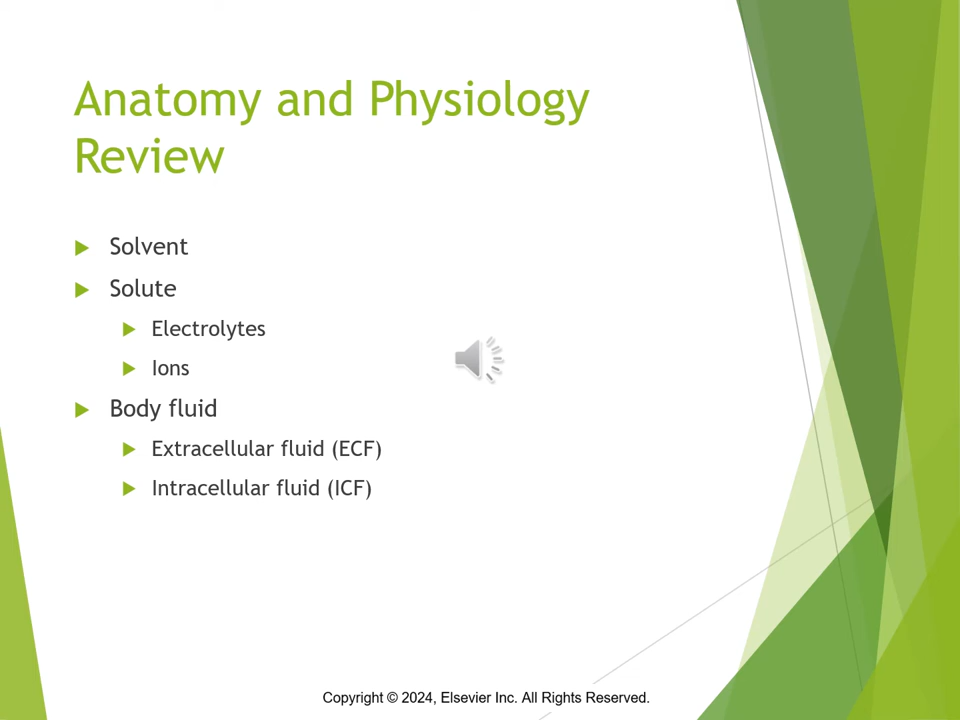 Anatomy and Physiology
Review
Solvent
Solute
Electrolytes
Ions
Body fluid
Extracellular fluid (ECF)
Intracellular fluid (ICF)
Copyright © 2024, Elsevier Inc. All Rights Reserved.